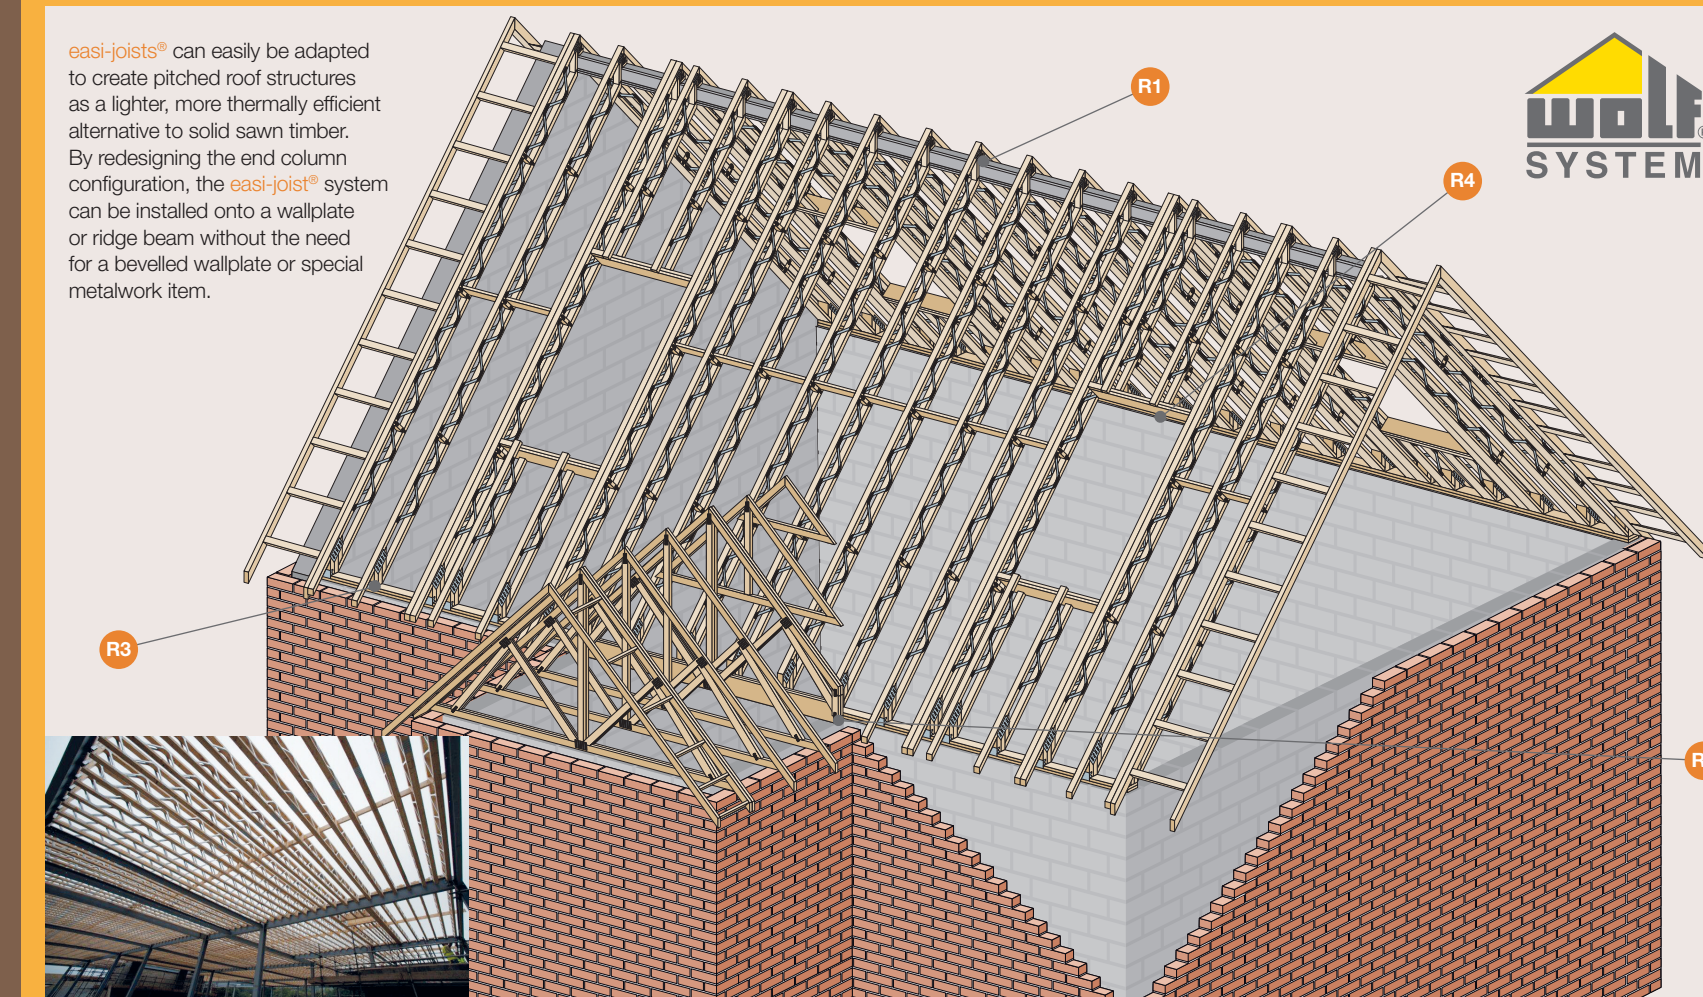 easi-joists® can easily be adapted
to create pitched roof structures
as a lighter, more thermally efficient
alternative to solid sawn timber.
By redesigning the end column
configuration, the easi-joist® system
can be installed onto a wallplate
or ridge beam without the need
for a bevelled wallplate or special
metalwork item.
R1
wolf®
SYSTEM
R4
R3
R